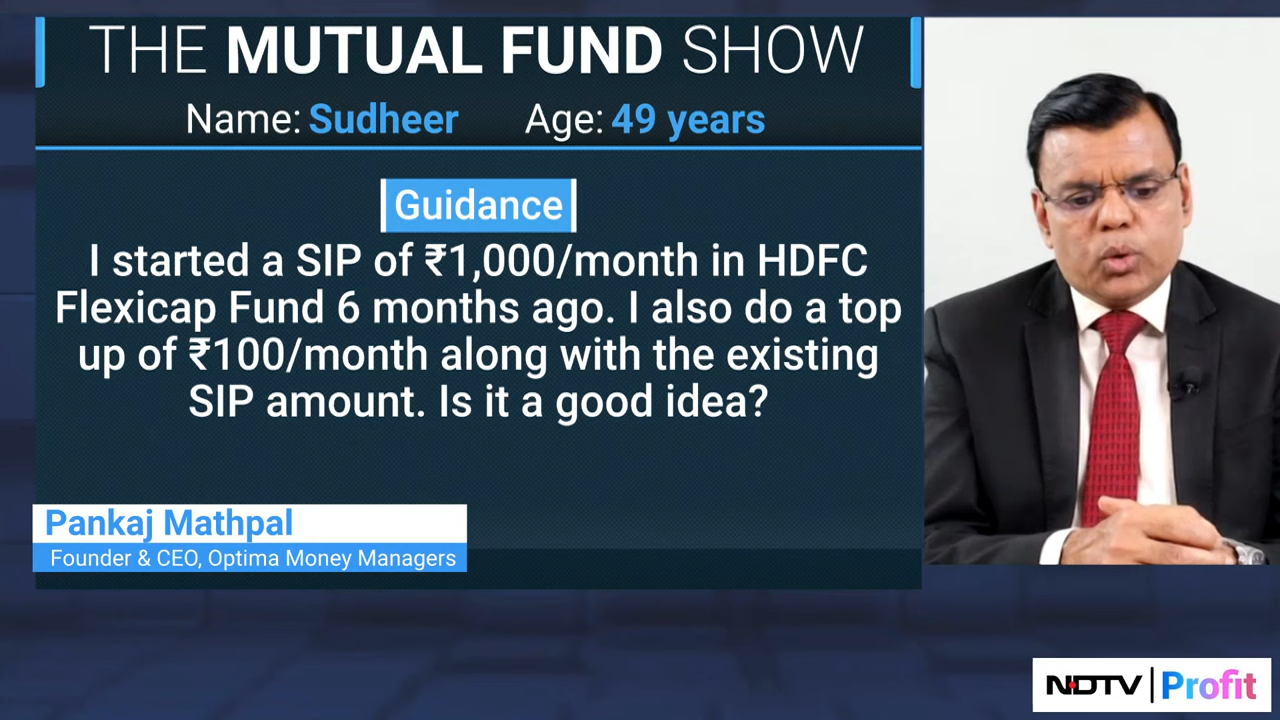 THE MUTUAL FUND SHOW
Name: Sudheer Age: 49 years
Guidance
I started a SIP of ₹1,000/month in HDFC
Flexicap Fund 6 months ago. I also do a top
up of ₹100/month along with the existing
SIP amount. Is it a good idea?
Pankaj Mathpal
Founder & CEO, Optima Money Managers
NDTV Profit